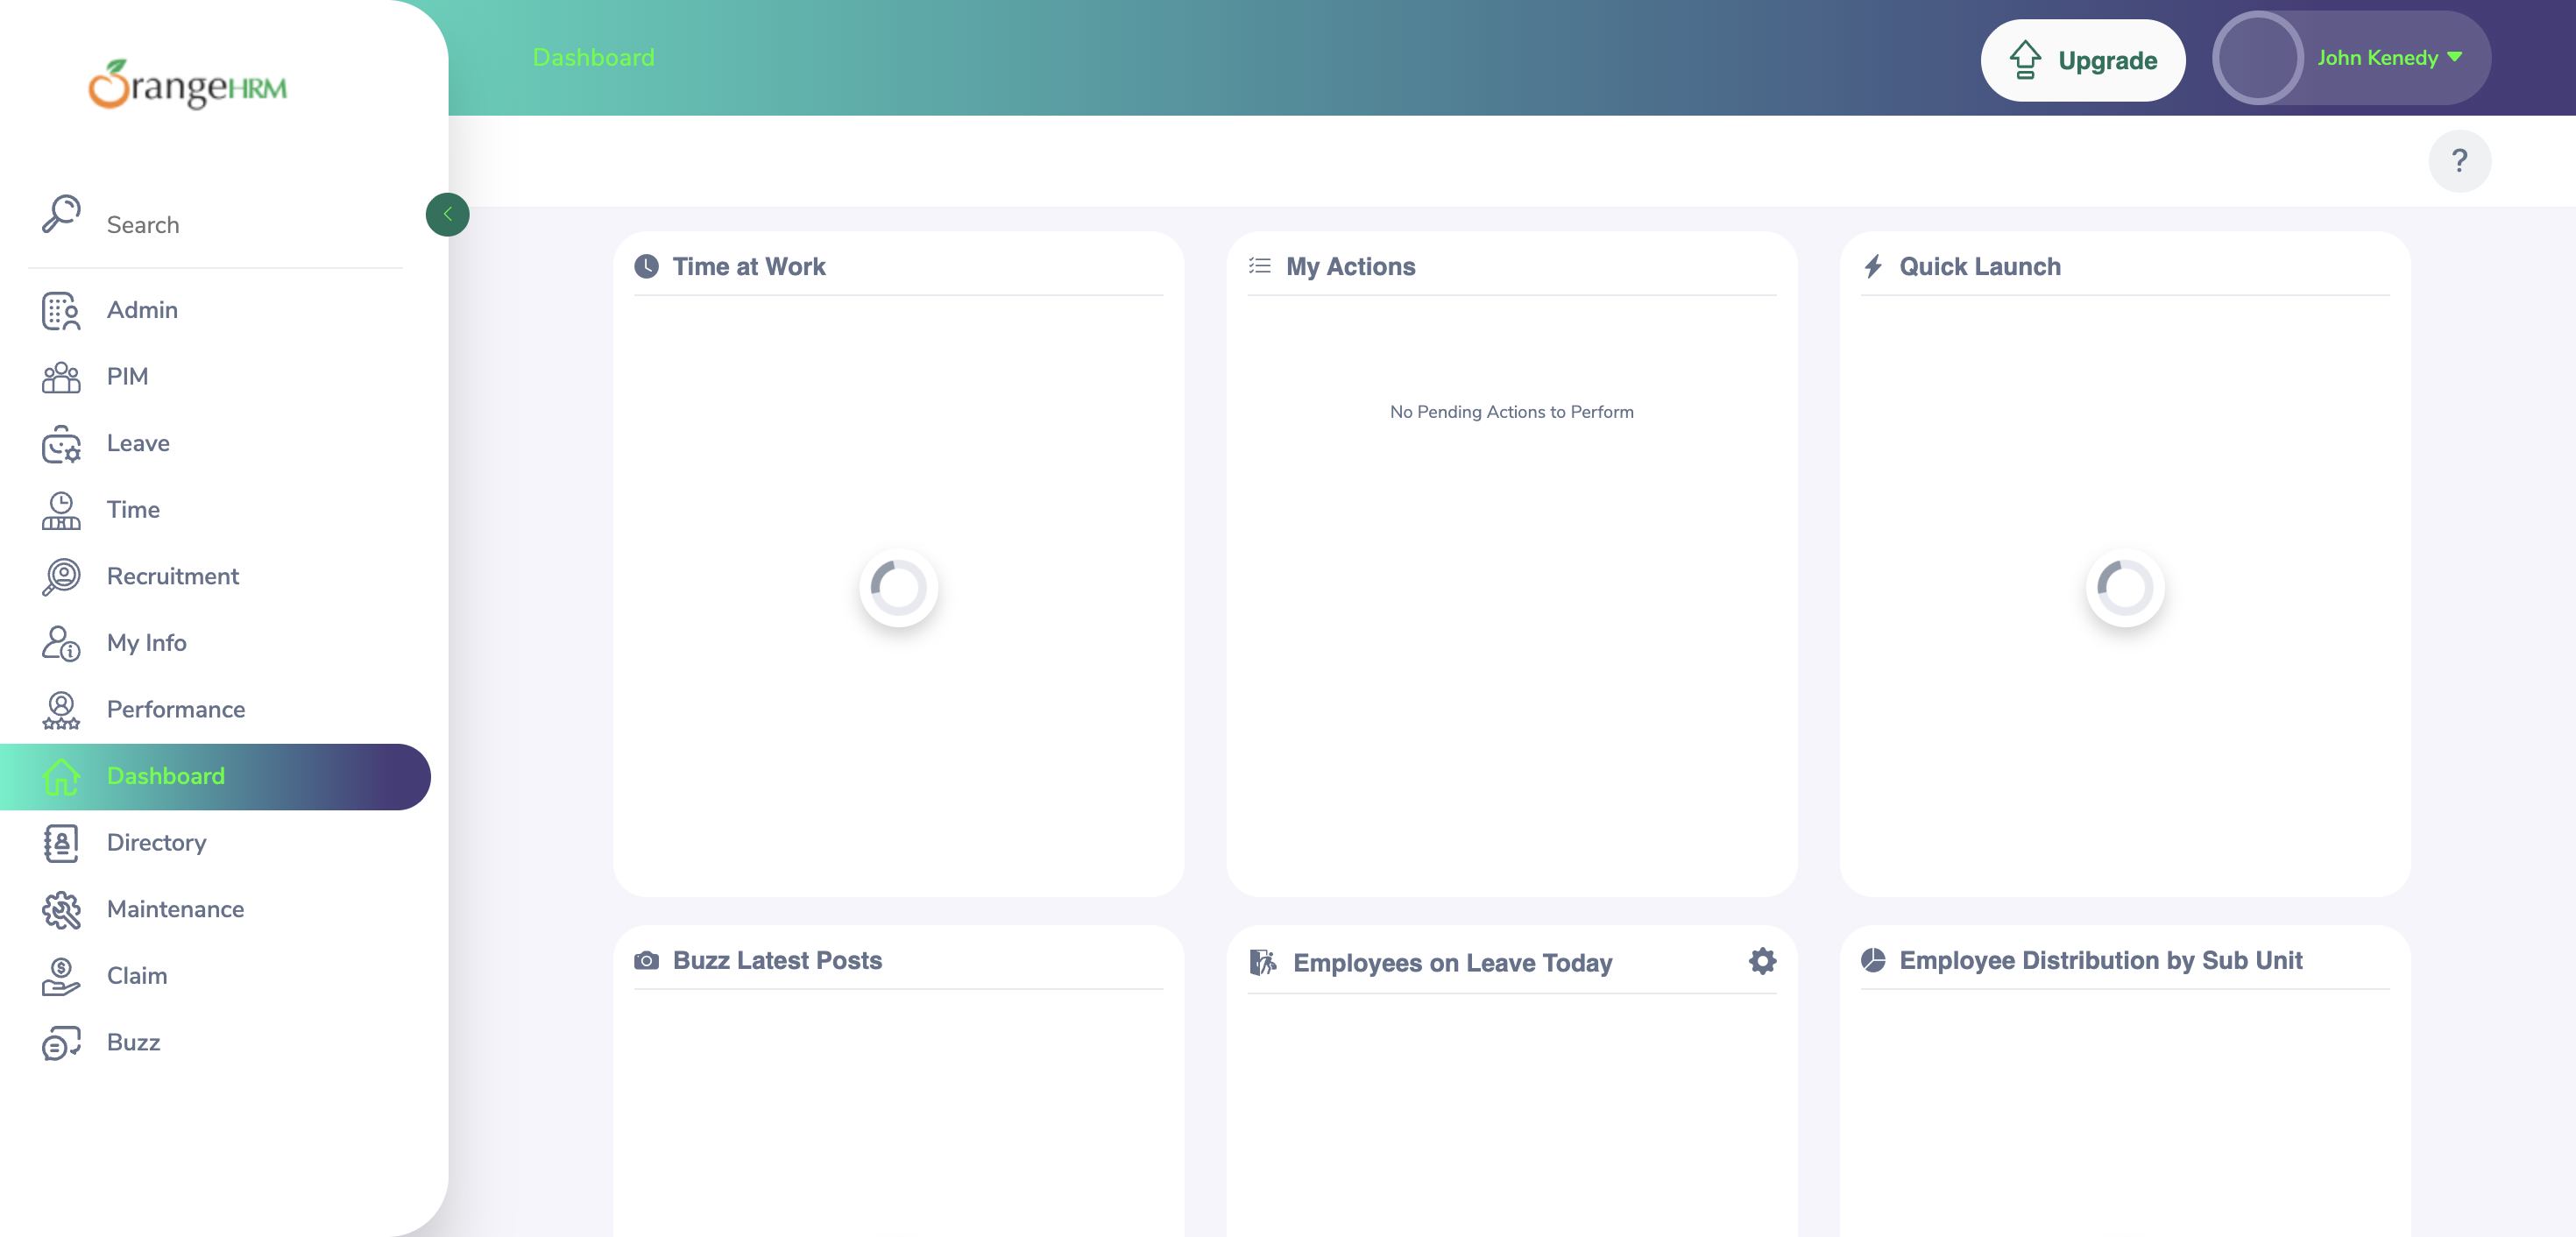 OrangeHRM
Search
Admin
PIM
Leave
Time
Recruitment
My Info
Performance
Dashboard
Directory
Maintenance
Claim
Buzz
Dashboard
Upgrade
John Kenedy
?
Time at Work
My Actions
No Pending Actions to Perform
Quick Launch
Buzz Latest Posts
Employees on Leave Today
Employee Distribution by Sub Unit